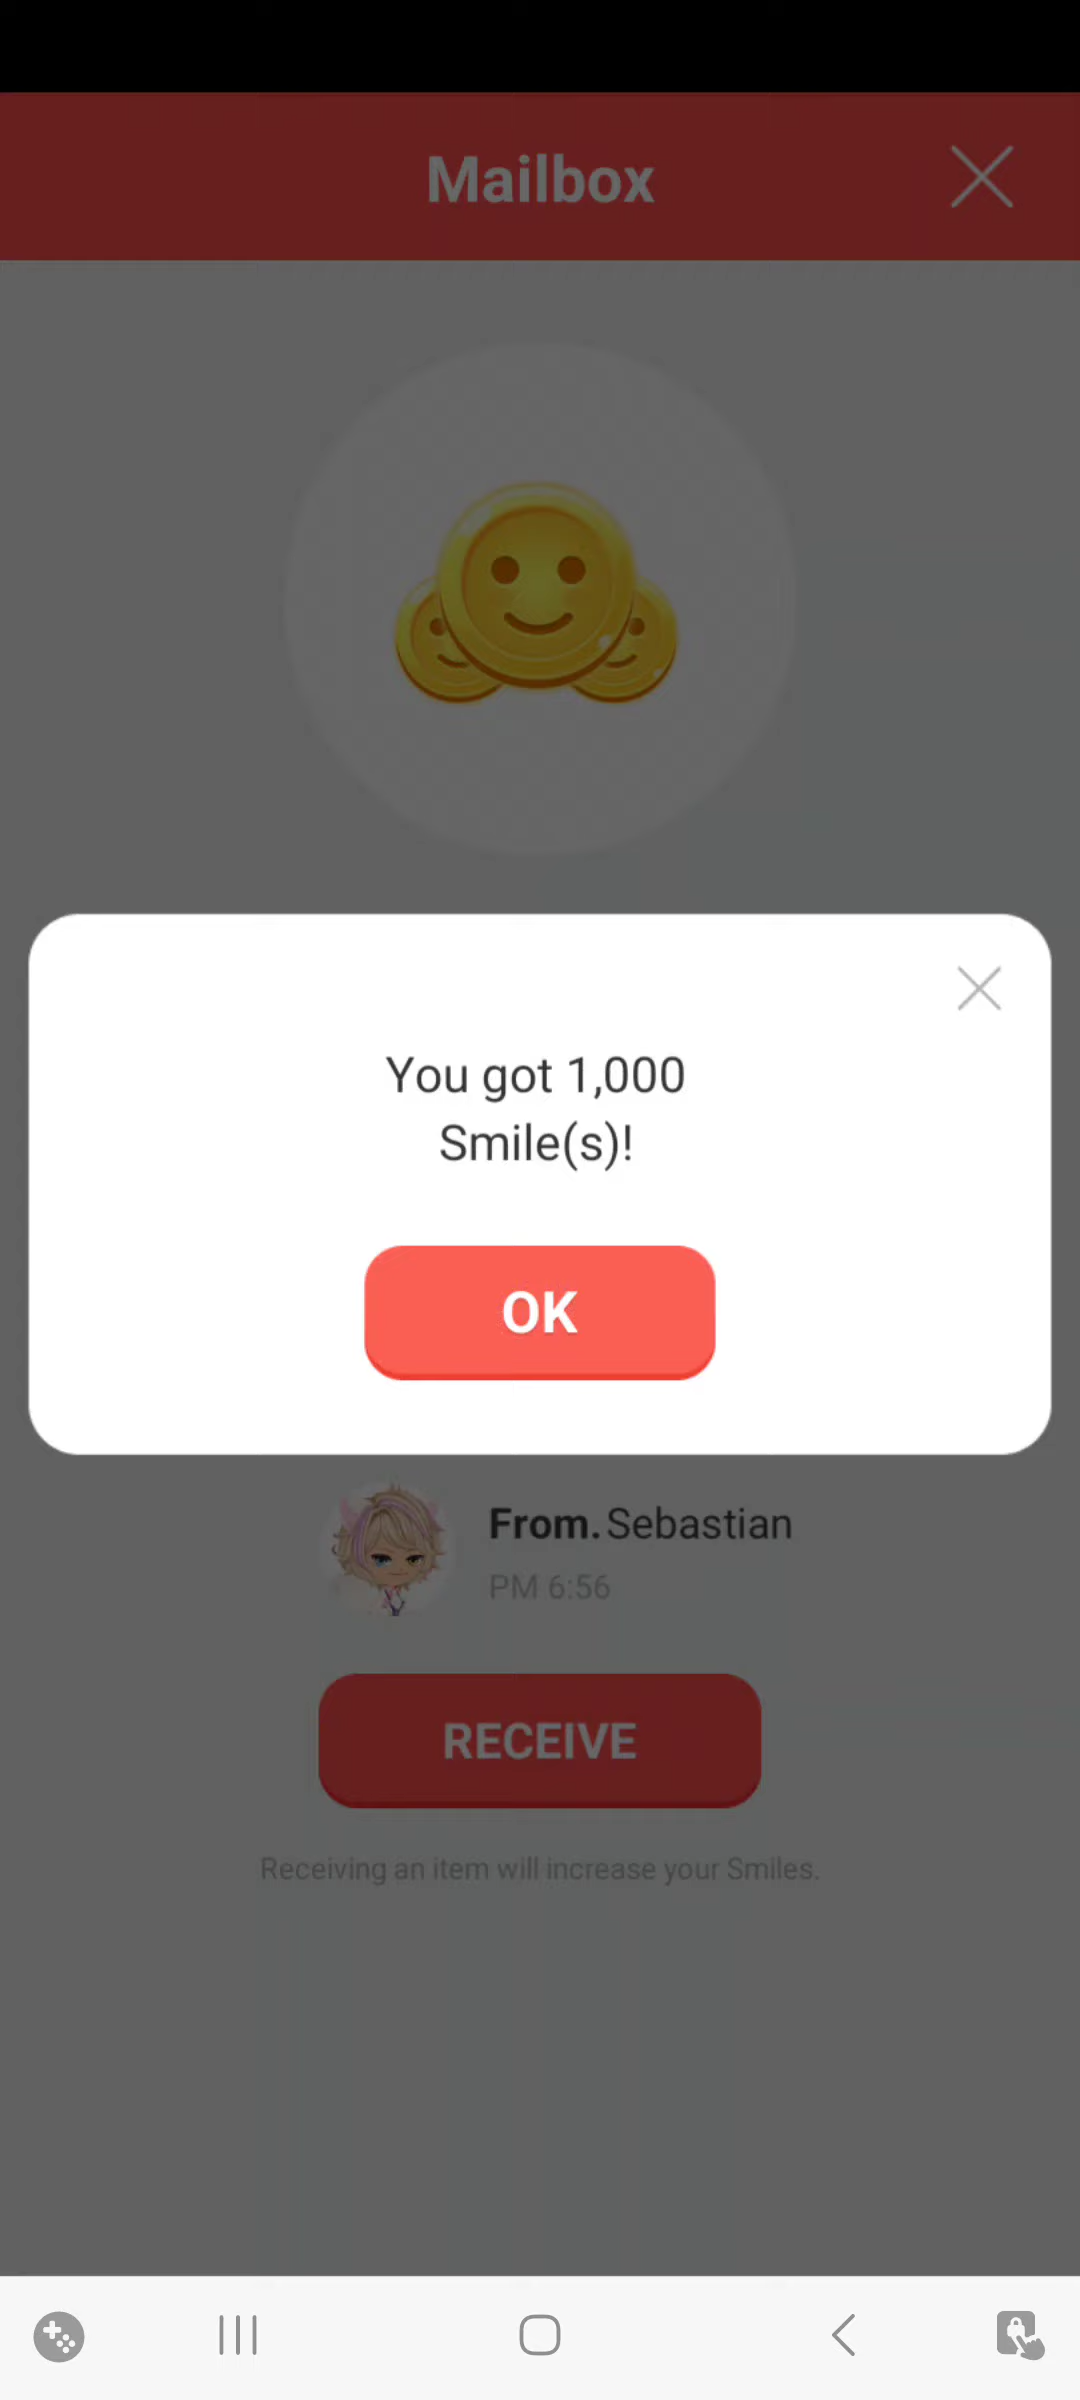 Mailbox
You got 1,000
Smile(s)!
OK
From. Sebastian
PM 6:56
RECEIVE
Receiving an item will increase your Smiles.